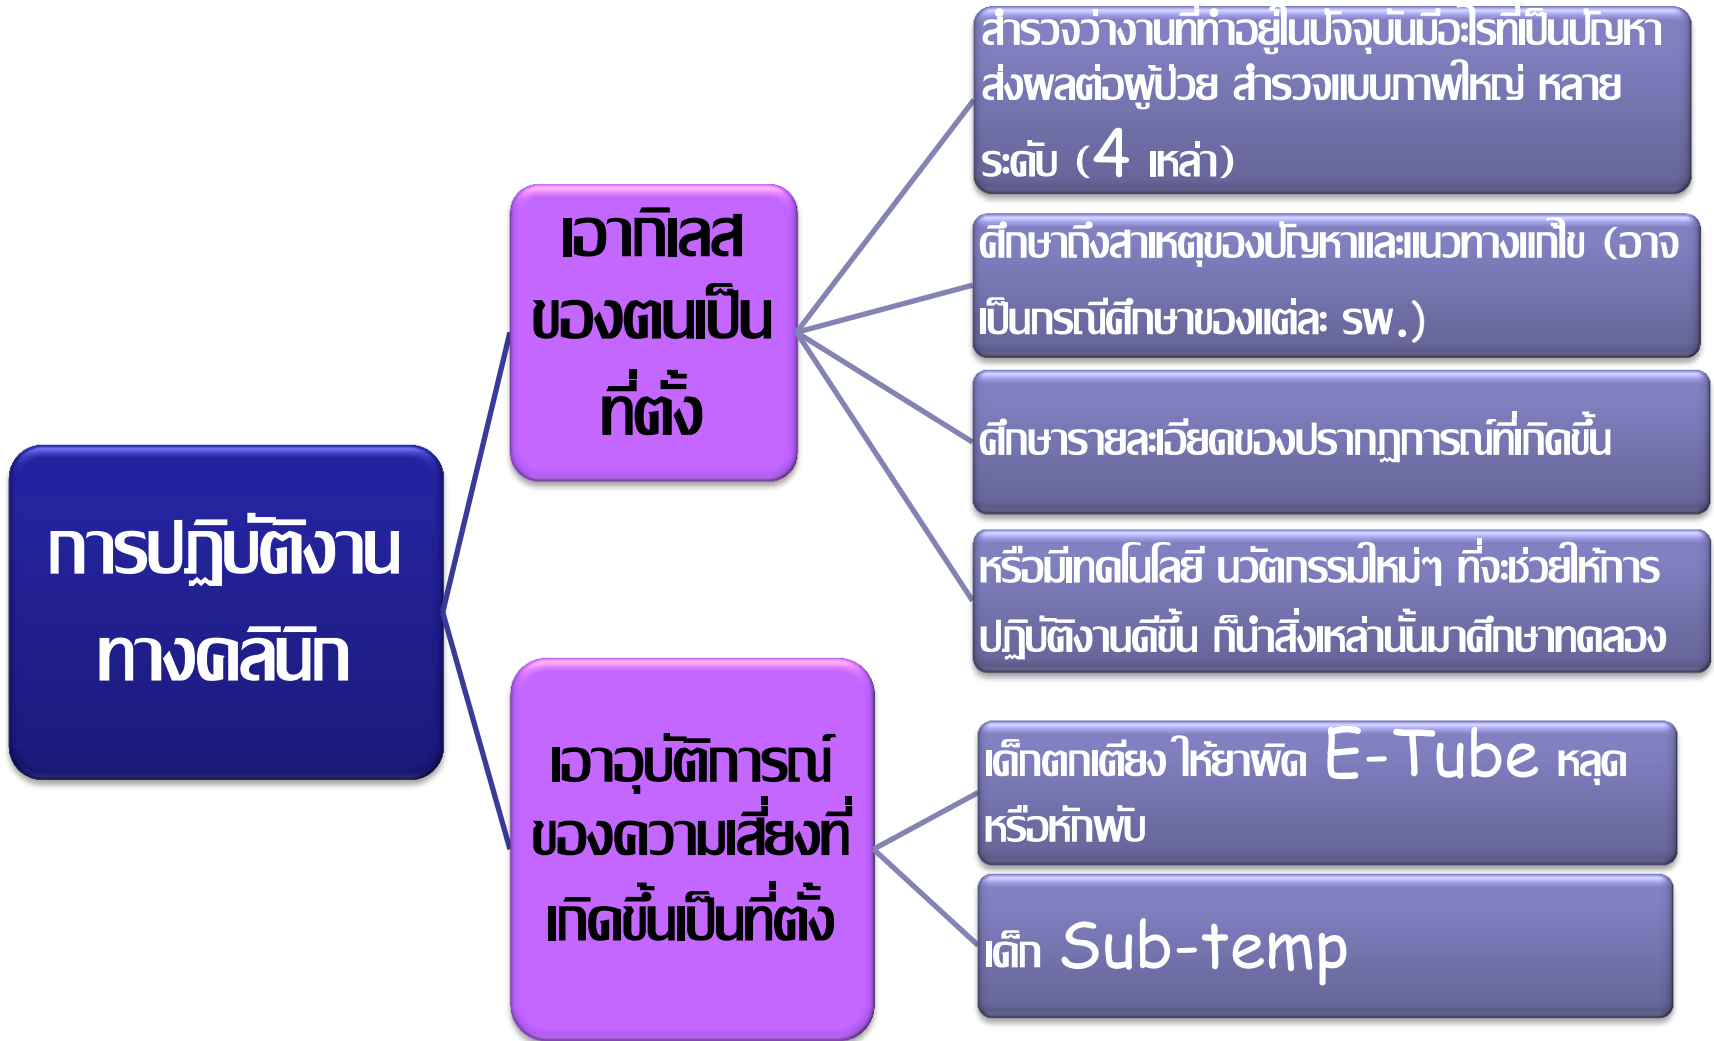 การปฏิบัติงาน
ทางคลินิก
เอากิเลส
ของตนเป็น
ที่ตั้ง
สำรวจว่างานที่ทำอยู่ในปัจจุบันมีอะไรที่เป็นปัญหา
ส่งผลต่อผู้ป่วย สำรวจแบบภาพใหญ่ หลาย
ระดับ (4 เหล่า)
ศึกษาถึงสาเหตุของปัญหาและแนวทางแก้ไข (อาจ
เป็นกรณีศึกษาของแต่ละ รพ.)
ศึกษารายละเอียดของปรากฏการณ์ที่เกิดขึ้น
หรือมีเทคโนโลยี นวัตกรรมใหม่ๆ ที่จะช่วยให้การ
ปฏิบัติงานดีขึ้น ก็นำสิ่งเหล่านั้นมาศึกษาทดลอง
เอาอุบัติการณ์
ของความเสี่ยงที่
เกิดขึ้นเป็นที่ตั้ง
เด็กตกเตียง ให้ยาผิด E-Tube หลุด
หรือหักพับ
เด็ก Sub-temp